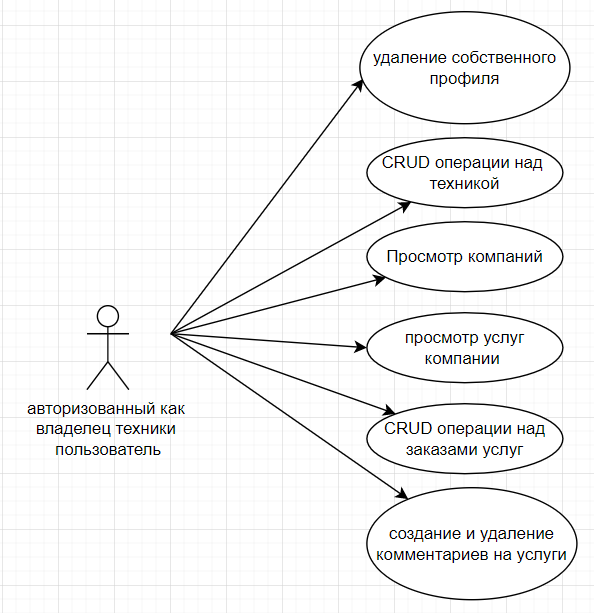 удаление собственного
профиля
CRUD операции над
техникой
Просмотр компаний
просмотр услуг
компании
авторизованный как
владелец техники
пользователь
CRUD операции над
заказами услуг
создание и удаление
комментариев на услуги